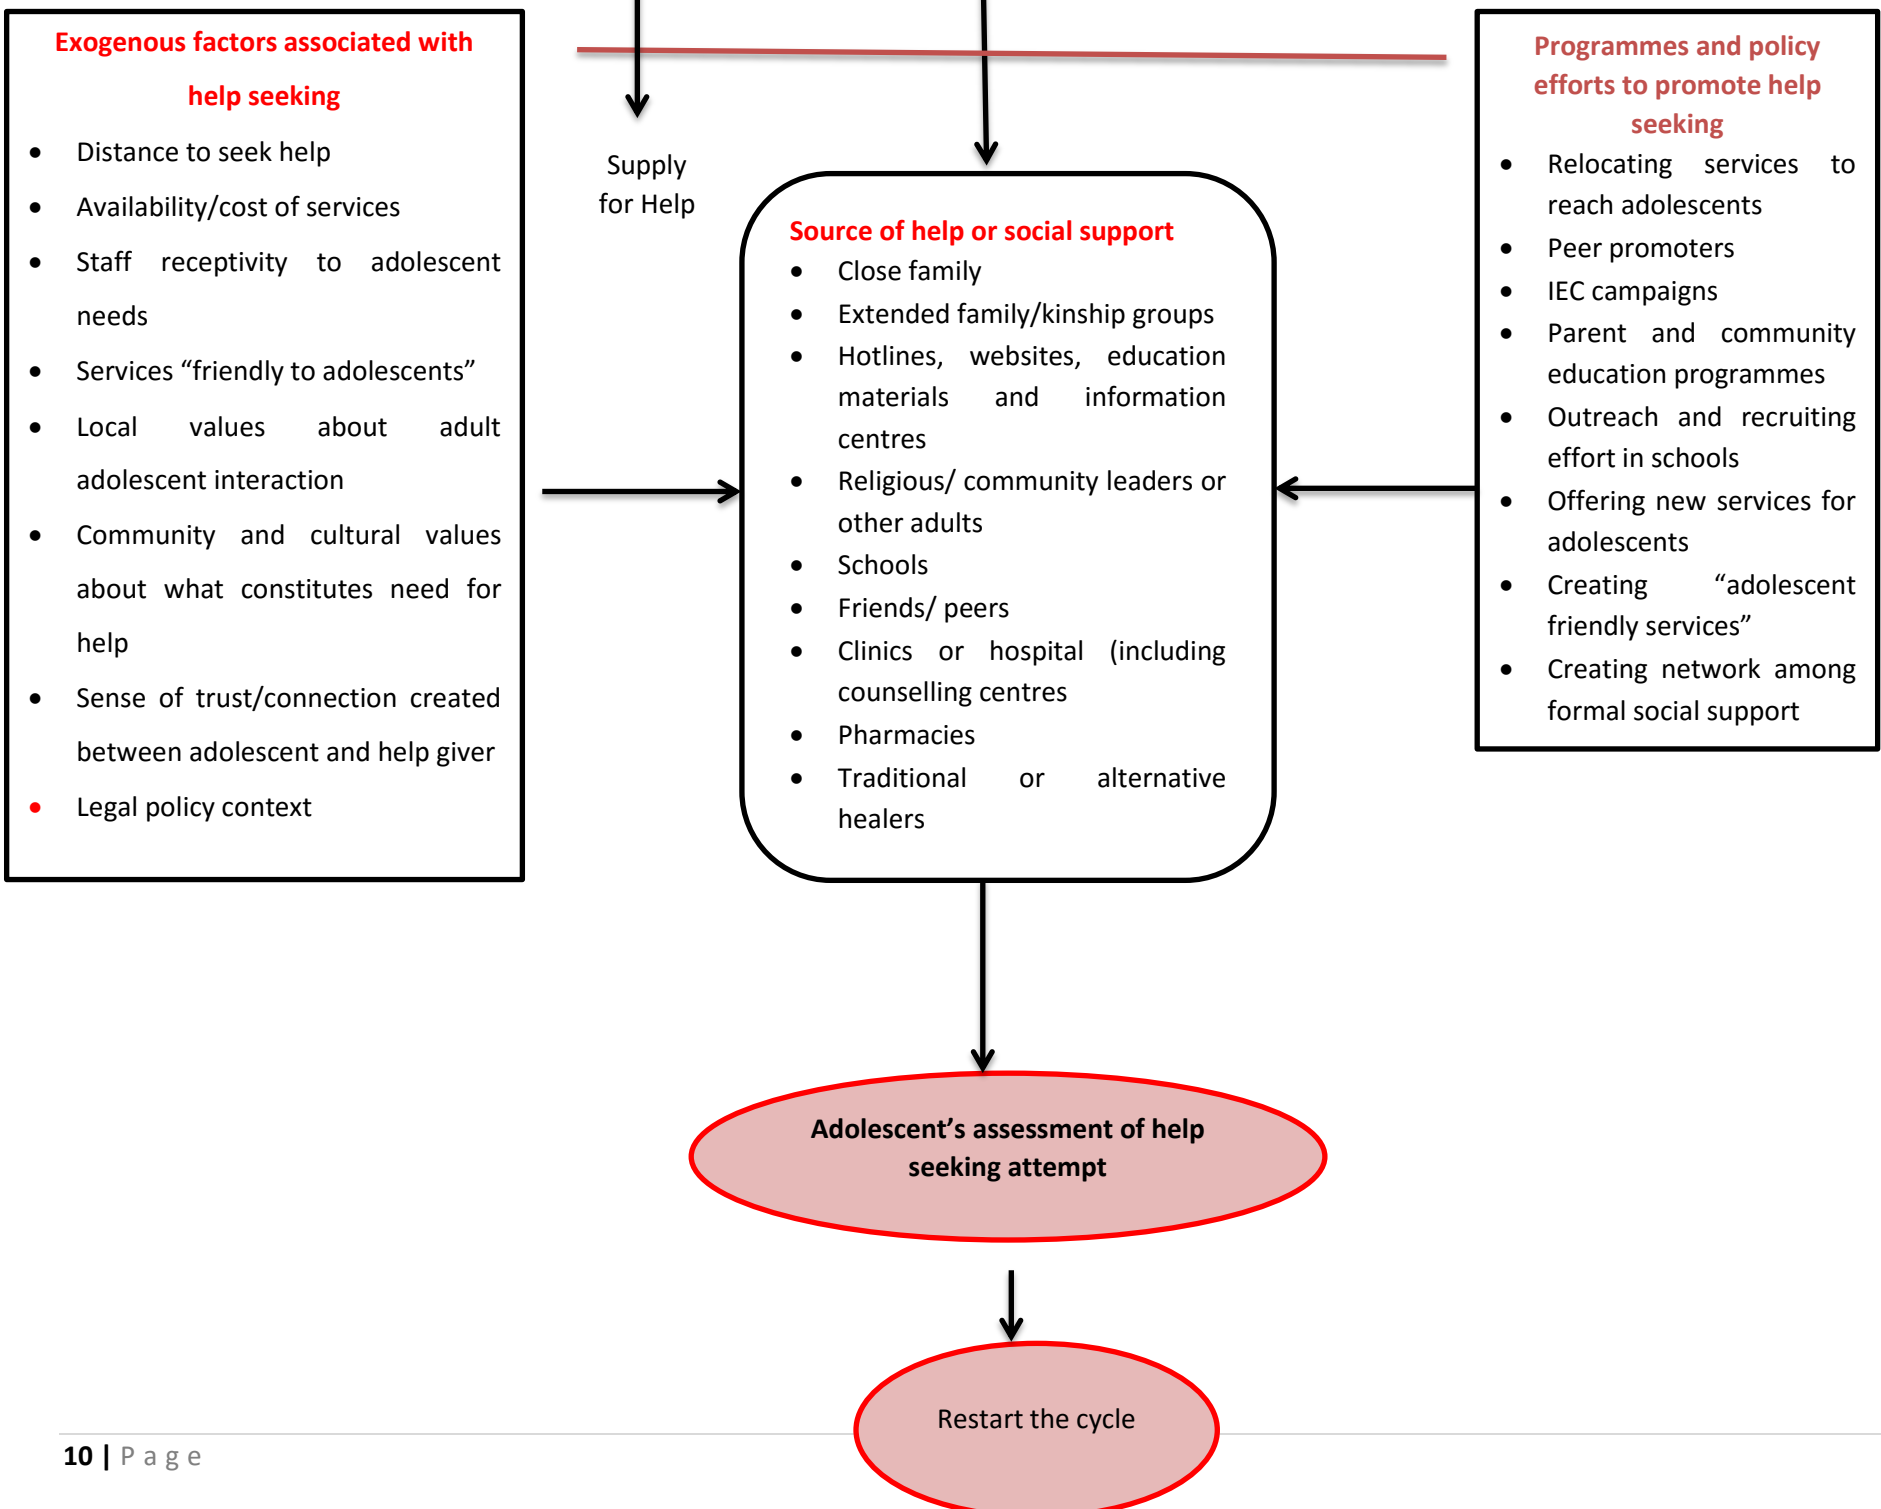 Exogenous factors associated with
help seeking
• Distance to seek help
• Availability/cost of services
• Staff receptivity to adolescent
needs
• Services “friendly to adolescents”
• Local values about adult
adolescent interaction
• Community and cultural values
about what constitutes need for
help
• Sense of trust/connection created
between adolescent and help giver
• Legal policy context
Supply
for Help
Source of help or social support
• Close family
• Extended family/kinship groups
• Hotlines, websites, education
materials and information
centres
• Religious/ community leaders or
other adults
• Schools
• Friends/ peers
• Clinics or hospital (including
counselling centres
• Pharmacies
• Traditional or alternative
healers
Programmes and policy
efforts to promote help
seeking
• Relocating services to
reach adolescents
• Peer promoters
• IEC campaigns
• Parent and community
education programmes
• Outreach and recruiting
effort in schools
• Offering new services for
adolescents
• Creating “adolescent
friendly services”
• Creating network among
formal social support
Adolescent’s assessment of help
seeking attempt
Restart the cycle
10 | P a g e